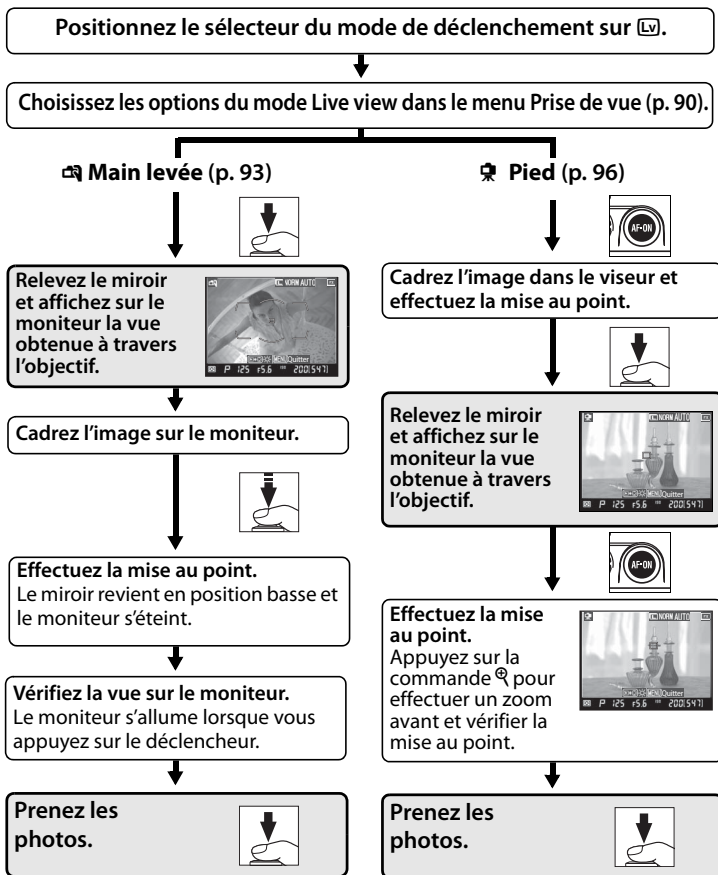 Positionnez le sélecteur du mode de déclenchement sur Lv.
Choisissez les options du mode Live view dans le menu Prise de vue (p. 90).
Main levée (p. 93)
Relevez le miroir
et affichez sur le
moniteur la vue
obtenue à travers
l'objectif.
NORM AUTO
MENU Quitter
P 125 F5.6 200 [547]
Cadrez l'image sur le moniteur.
Effectuez la mise au point.
Le miroir revient en position basse et
le moniteur s'éteint.
Vérifiez la vue sur le moniteur.
Le moniteur s'allume lorsque vous
appuyez sur le déclencheur.
Prenez les
photos.
Pied (p. 96)
AF-ON
Cadrez l'image dans le viseur et
effectuez la mise au point.
Relevez le miroir
et affichez sur le
moniteur la vue
obtenue à travers
l'objectif.
NORM AUTO
MENU Quitter
P 125 F5.6 200 [547]
AF-ON
Effectuez la mise
au point.
Appuyez sur la
commande pour
effectuer un zoom
avant et vérifier la
mise au point.
NORM AUTO
MENU Quitter
P 125 F5.6 200 [547]
Prenez les
photos.